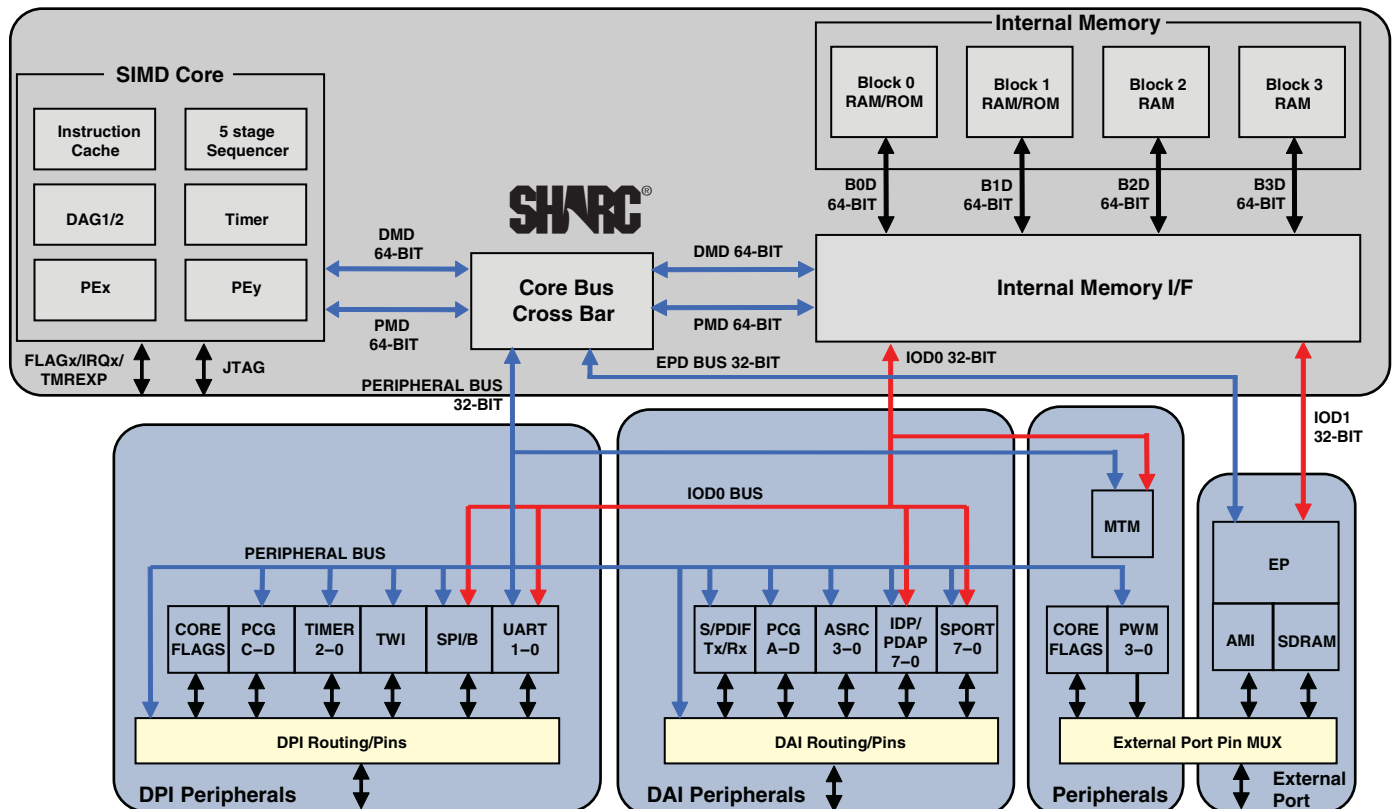 Internal Memory
SIMD Core
Block 0
RAM/ROM
Block 1
RAM/ROM
Block 2
RAM
Block 3
RAM
Instruction
Cache
5 stage
Sequencer
DAG1/2
Timer
PEx
PEy
B0D
64-BIT
B1D
64-BIT
B2D
64-BIT
B3D
64-BIT
SHARC®
DMD
64-BIT
PMD
64-BIT
Core Bus
Cross Bar
DMD 64-BIT
PMD 64-BIT
Internal Memory I/F
FLAGx/IRQx/
TMREXP
JTAG
PERIPHERAL BUS
32-BIT
EPD BUS 32-BIT
IOD0 32-BIT
IOD1
32-BIT
IOD0 BUS
PERIPHERAL BUS
MTM
EP
CORE
FLAGS
PCG
C–D
TIMER
2–0
TWI
SPI/B
UART
1–0
S/PDIF
Tx/Rx
PCG
A–D
ASRC
3–0
IDP/
PDAP
7–0
SPORT
7–0
CORE
FLAGS
PWM
3–0
AMI
SDRAM
DPI Routing/Pins
DAI Routing/Pins
External Port Pin MUX
DPI Peripherals
DAI Peripherals
Peripherals
External
Port